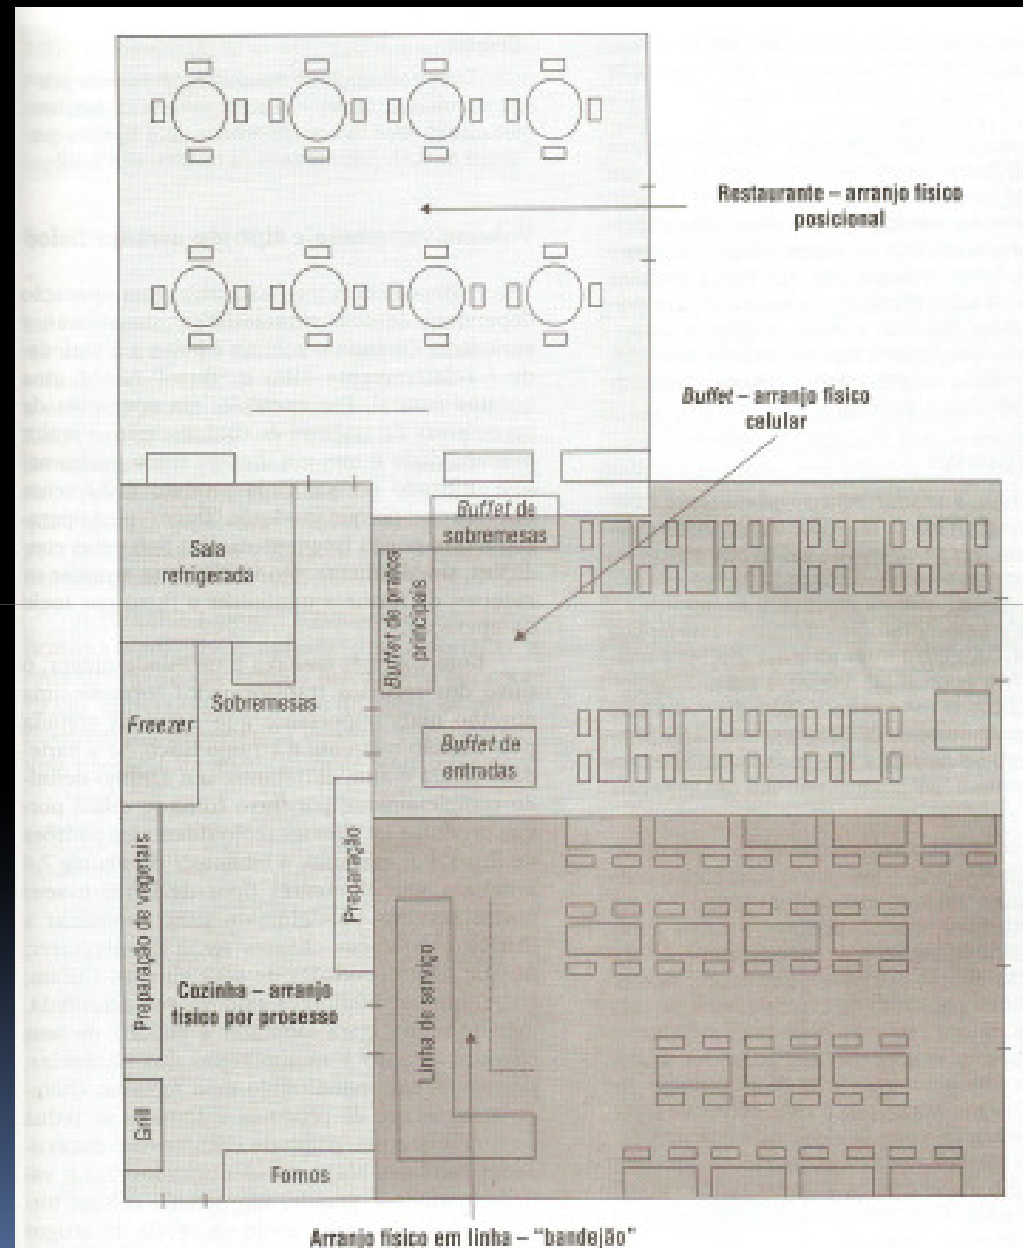 Restaurante – arranjo físico
posicional
Buffet – arranjo físico
celular
Buffet de
sobremesas
Sala
refrigerada
Buffet de pratos
principais
Sobremesas
Freezer
Buffet de
entradas
Preparação de vegetais
Preparação
Cozinha – arranjo
físico por processo
Linha de serviço
Grill
Fornos
Arranjo físico em linha – "bandejão"